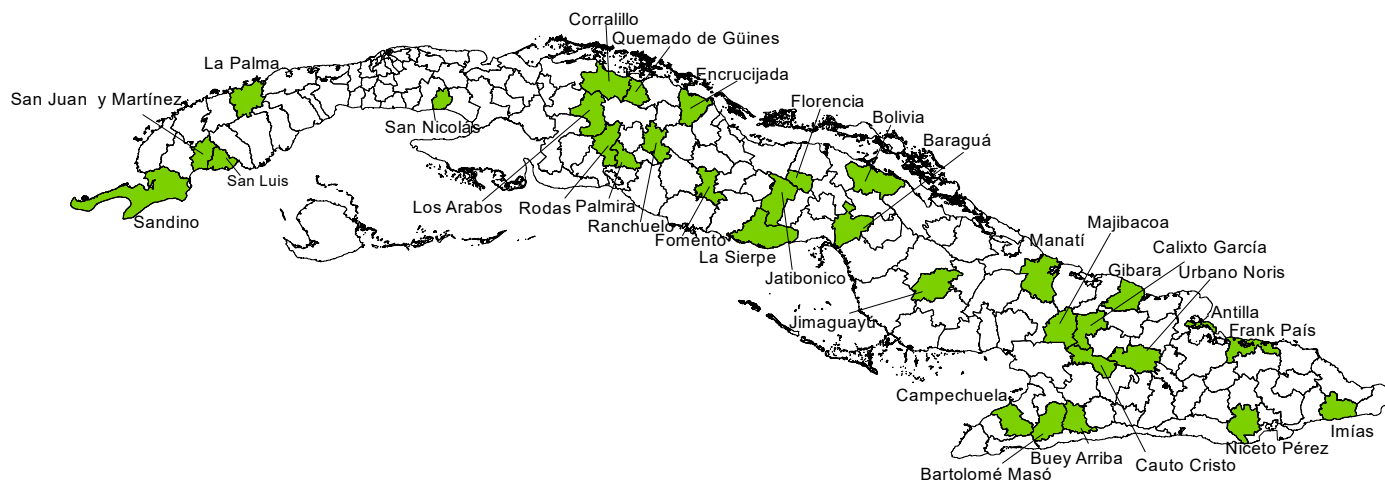 Corralillo
Quemado de Güines
La Palma
Encrucijada
San Juan y Martínez
Florencia
Bolivia
San Nicolás
Baraguá
San Luis
Los Arabos
Rodas
Palmira
Sandino
Ranchuelo
Fomento
Majibacoa
Manatí
Calixto García
La Sierpe
Jatibonico
Gibara
Urbano Noris
Jimaguayu
Antilla
Frank País
Campechuela
Imías
Niceto Pérez
Buey Arriba
Cauto Cristo
Bartolomé Masó